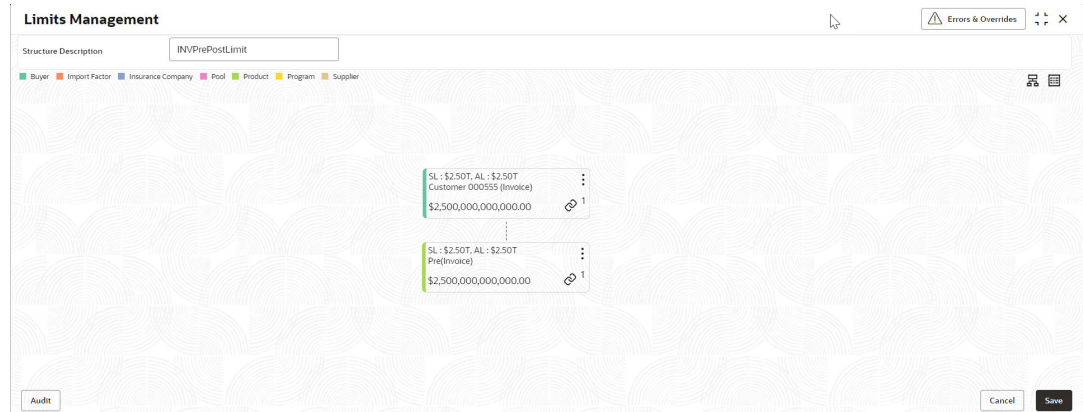 Limits Management
Errors & Overrides
Structure Description
INVPrePostLimit
Buyer Import Factor Insurance Company Pool Product Program Supplier
SL : $2.50T, AL : $2.50T
Customer 000555 (Invoice)
$2,500,000,000,000.00
1
SL : $2.50T, AL : $2.50T
Pre(Invoice)
$2,500,000,000,000.00
1
Audit
Cancel
Save